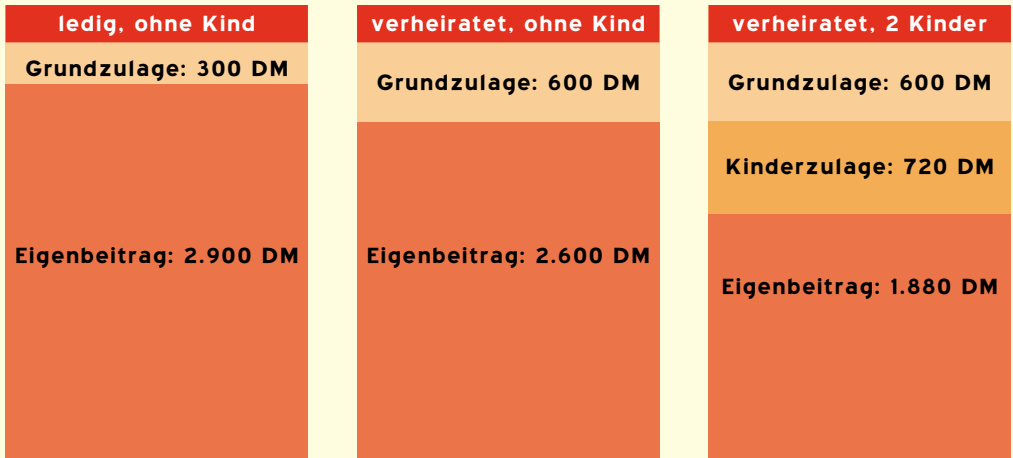 ledig, ohne Kind
Grundzulage: 300 DM
Eigenbeitrag: 2.900 DM
verheiratet, ohne Kind
Grundzulage: 600 DM
Eigenbeitrag: 2.600 DM
verheiratet, 2 Kinder
Grundzulage: 600 DM
Kinderzulage: 720 DM
Eigenbeitrag: 1.880 DM